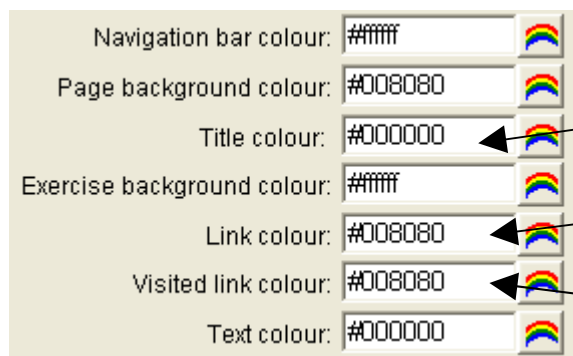 Navigation bar colour: #ffffff
Page background colour: #008080
Title colour: #000000
Exercise background colour: #ffffff
Link colour: #008080
Visited link colour: #008080
Text colour: #000000